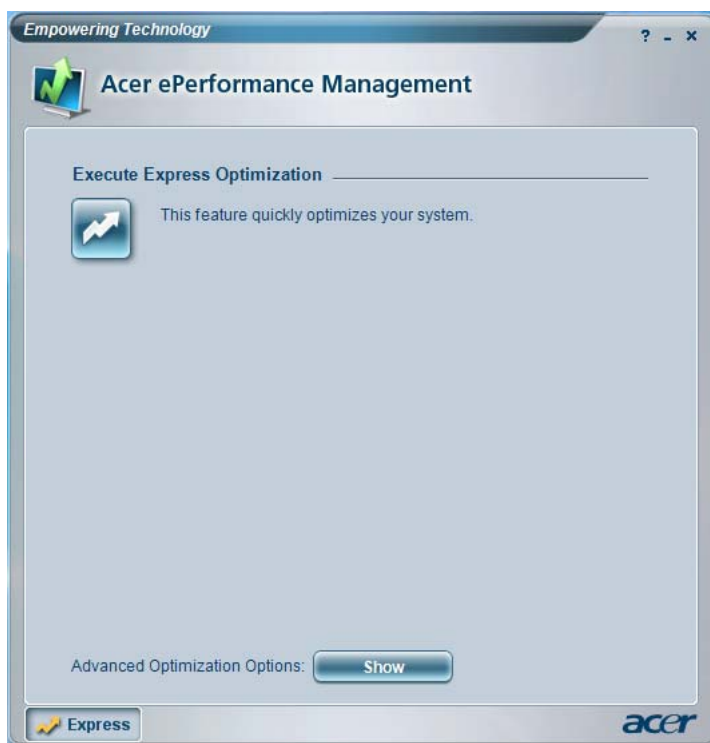 Empowering Technology
? - ×
Acer ePerformance Management
Execute Express Optimization
This feature quickly optimizes your system.
Advanced Optimization Options: Show
Express
acer